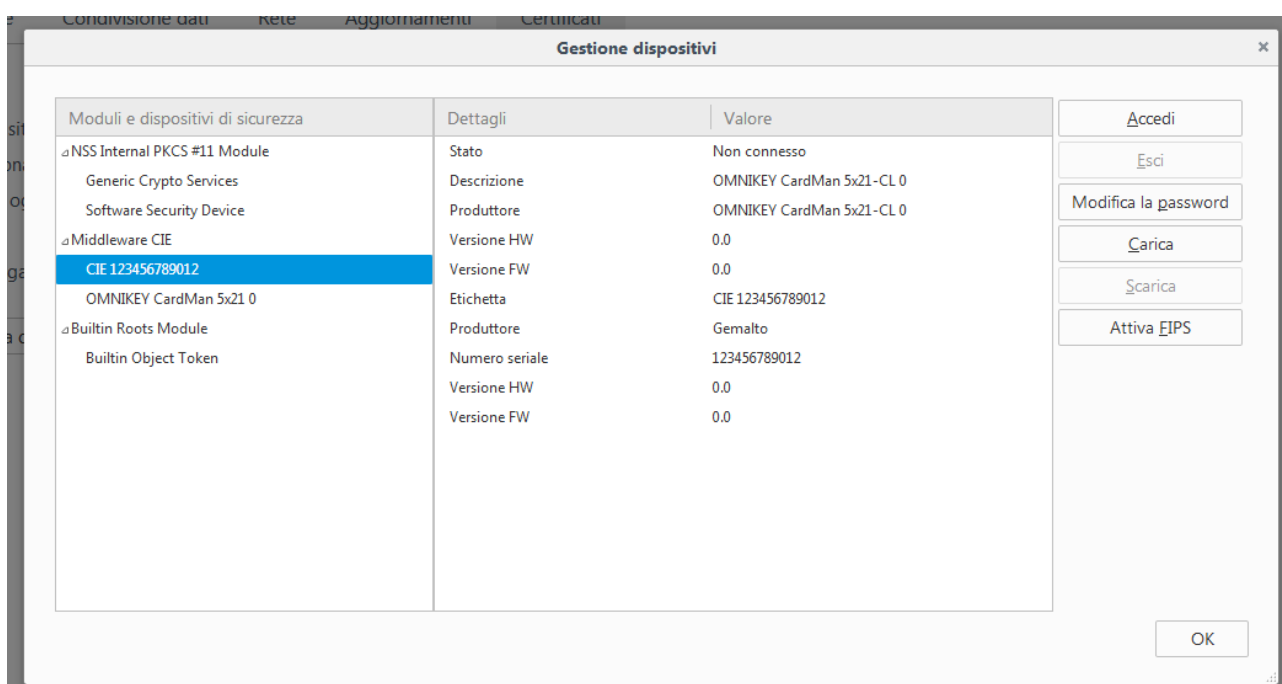 Condivisione dati Rete Aggiornamenti Certificati
Gestione dispositivi
Moduli e dispositivi di sicurezza Dettagli Valore
NSS Internal PKCS #11 Module Stato Non connesso
Generic Crypto Services Descrizione OMNIKEY CardMan 5x21-CL 0
Software Security Device Produttore OMNIKEY CardMan 5x21-CL 0
Middleware CIE Versione HW 0.0
CIE 123456789012 Versione FW 0.0
OMNIKEY CardMan 5x21 0 Etichetta CIE 123456789012
Builtin Roots Module Produttore Gemalto
Builtin Object Token Numero seriale 123456789012
Versione HW 0.0
Versione FW 0.0
Accedi
Esci
Modifica la password
Carica
Scarica
Attiva FIPS
OK